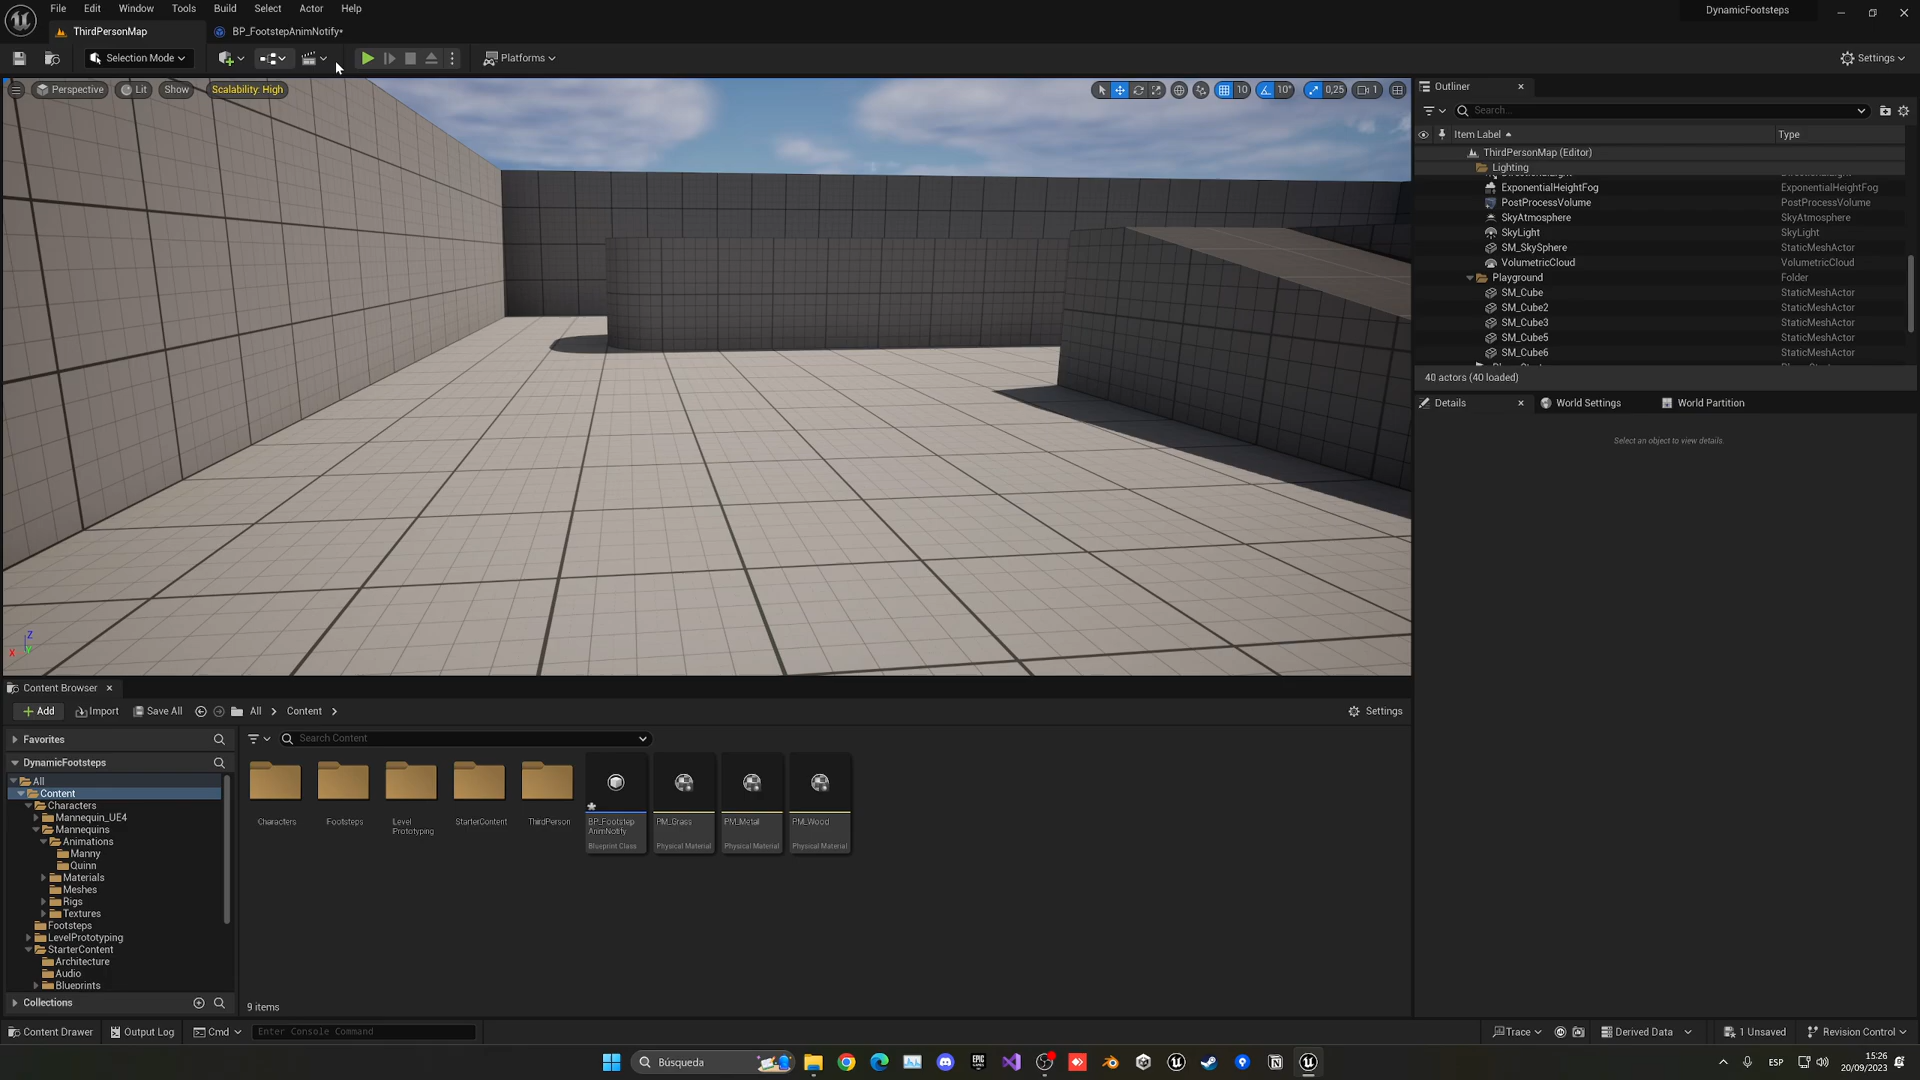 File Edit Window Tools Build Select Actor Help
DynamicFootsteps
ThirdPersonMap
BP_FootstepAnimNotify*
Selection Mode
Platforms
Settings
Perspective Lit Show Scalability: High
10 10° 0,25 1
Outliner
Search...
Item Label Type
ThirdPersonMap (Editor)
Lighting
ExponentialHeightFog ExponentialHeightFog
PostProcessVolume PostProcessVolume
SkyAtmosphere SkyAtmosphere
SkyLight SkyLight
SM_SkySphere StaticMeshActor
VolumetricCloud VolumetricCloud
Playground Folder
SM_Cube StaticMeshActor
SM_Cube2 StaticMeshActor
SM_Cube3 StaticMeshActor
SM_Cube5 StaticMeshActor
SM_Cube6 StaticMeshActor
40 actors (40 loaded)
Details World Settings World Partition
Select an object to view details.
Z
X Y
Content Browser
Add Import Save All All Content Settings
Favorites
Search Content
DynamicFootsteps
All
Content
Characters
Mannequin_UE4
Mannequins
Animations
Manny
Quinn
Materials
Meshes
Rigs
Textures
Footsteps
LevelPrototyping
StarterContent
Architecture
Audio
Blueprints
Collections
Characters
Footsteps
Level
Prototyping
StarterContent
ThirdPerson
BP_Footstep
AnimNotify
Blueprint Class
PM_Grass
Physical Material
PM_Metal
Physical Material
PM_Wood
Physical Material
9 items
Content Drawer Output Log Cmd Enter Console Command
Trace Derived Data 1 Unsaved Revision Control
Búsqueda
EPIC
GAMES
ESP
15:26
20/09/2023